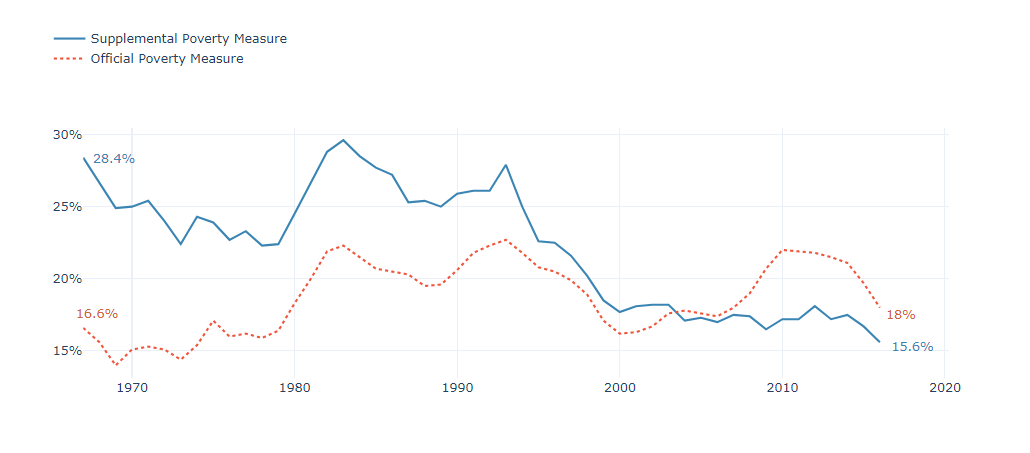 Supplemental Poverty Measure
Official Poverty Measure
30%
28.4%
25%
20%
16.6%
18%
15.6%
15%
1970 1980 1990 2000 2010 2020